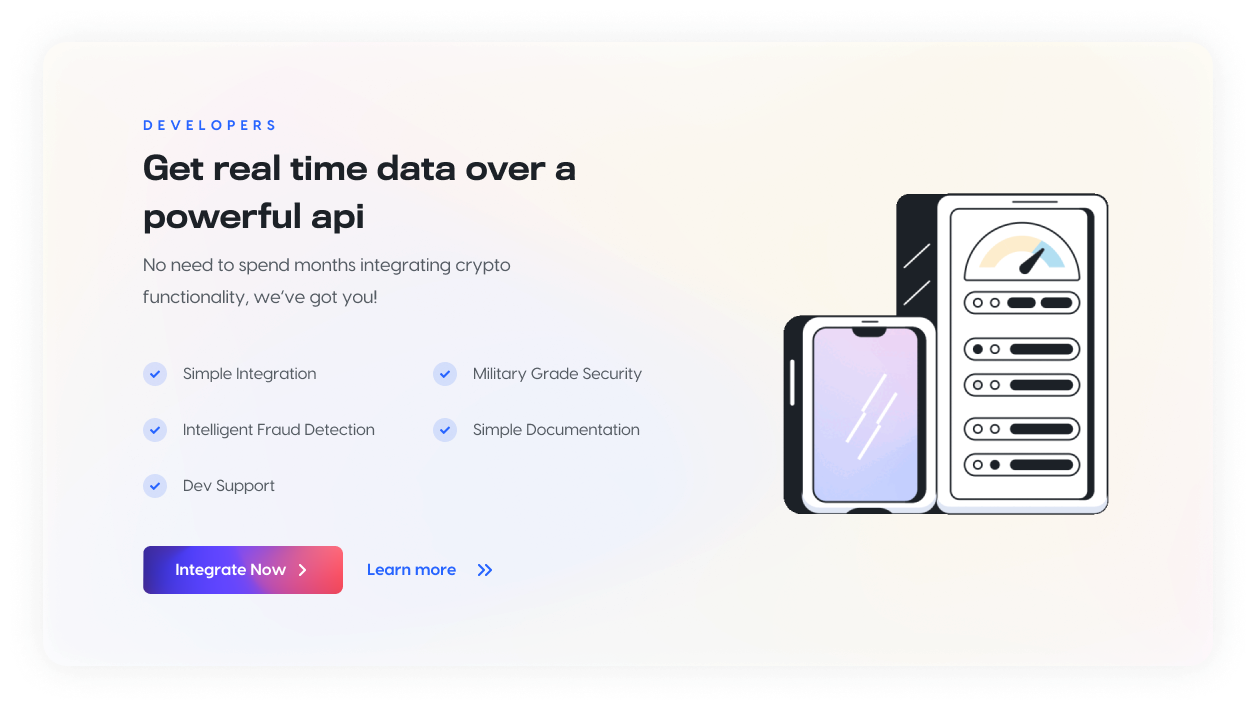 DEVELOPERS
Get real time data over a
powerful api
No need to spend months integrating crypto
functionality, we’ve got you!
Simple Integration
Military Grade Security
Intelligent Fraud Detection
Simple Documentation
Dev Support
Integrate Now
Learn more